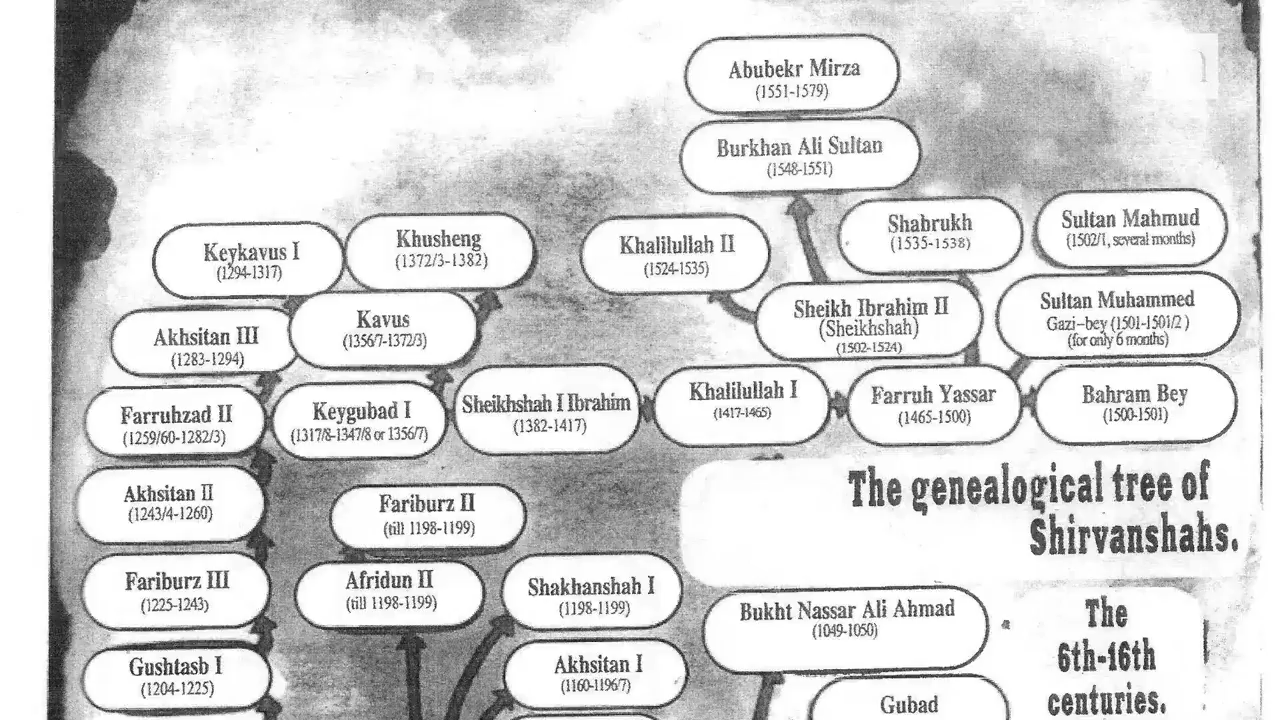 Abubekr Mirza
(1551-1579)
Burkhan Ali Sultan
(1548-1551)
Keykavus I
(1294-1317)
Khusheng
(1372/3-1382)
Khalilullah II
(1524-1535)
Shahrukh
(1535-1538)
Sultan Mahmud
(1502/1, several months)
Akhsitan III
(1283-1294)
Kavus
(1356/7-1372/3)
Sheikh Ibrahim II
(Sheikhshah)
(1502-1524)
Sultan Muhammed
Gazi-bey (1501-1501/2 )
(for only 6 months)
Farruhzad II
(1259/60-1282/3)
Keygubad I
(1317/8-1347/8 or 1356/7)
Sheikhshah I Ibrahim
(1382-1417)
Khalilullah I
(1417-1465)
Farruh Yassar
(1465-1500)
Bahram Bey
(1500-1501)
Akhsitan II
(1243/4-1260)
Fariburz II
(till 1198-1199)
The genealogical tree of
Shirvanshahs.
Fariburz III
(1225-1243)
Afridun II
(till 1198-1199)
Shakhanshah I
(1198-1199)
Bukht Nassar Ali Ahmad
(1049-1050)
The
6th-16th
centuries.
Gushtasb I
(1204-1225)
Akhsitan I
(1160-1196/7)
Gubad